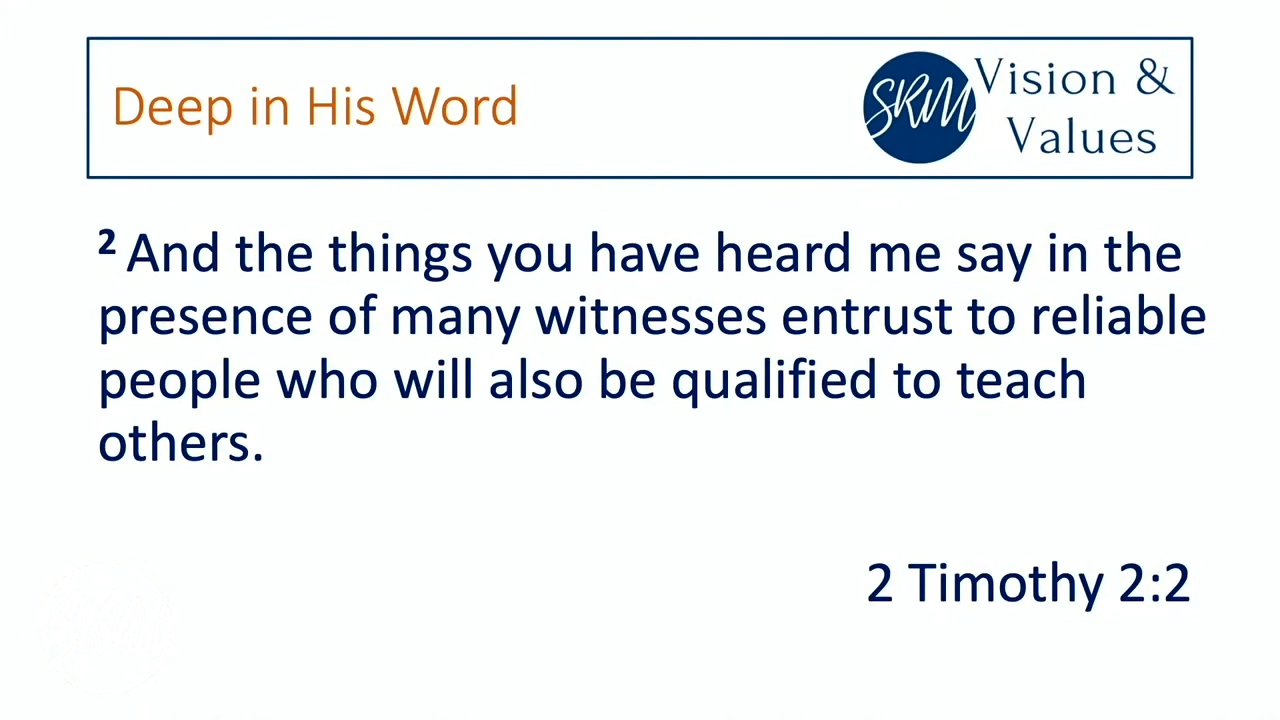 Deep in His Word
SRM
Vision &
Values
2 And the things you have heard me say in the
presence of many witnesses entrust to reliable
people who will also be qualified to teach
others.
2 Timothy 2:2